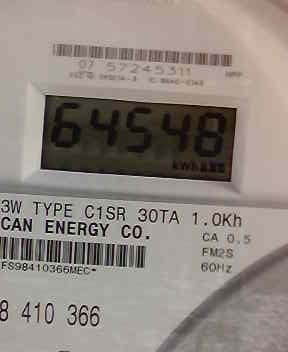 07 57245311
64548
kWh
3W TYPE C1SR 30TA 1.0Kh
CAN ENERGY CO.
CA 0.5
FM2S
60Hz
FS98410366MEC*
8 410 366